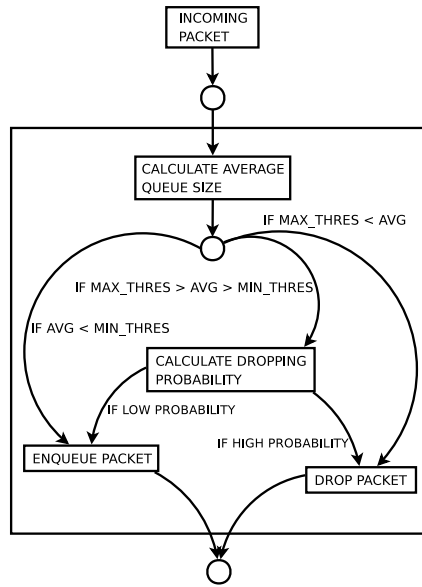 INCOMING
PACKET
CALCULATE AVERAGE
QUEUE SIZE
IF MAX_THRES < AVG
IF MAX_THRES > AVG > MIN_THRES
IF AVG < MIN_THRES
CALCULATE DROPPING
PROBABILITY
IF LOW PROBABILITY
IF HIGH PROBABILITY
ENQUEUE PACKET
DROP PACKET